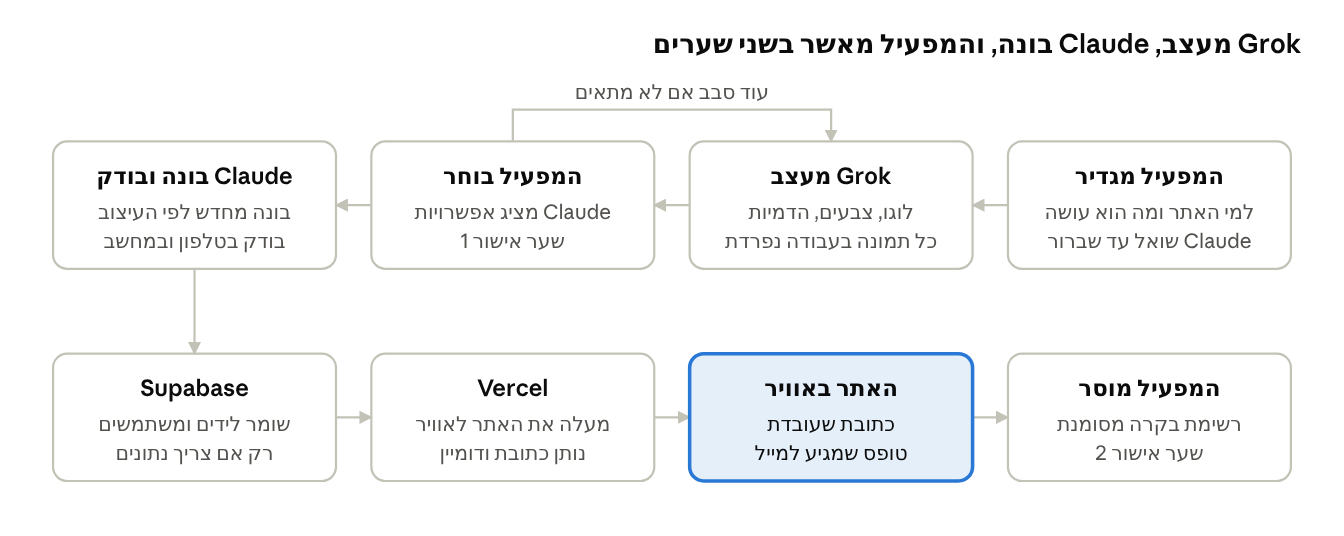 Grok מעצב, Claude בונה, והמפעיל מאשר בשני שערים
עוד סבב אם לא מתאים
המפעיל מגדיר
למי האתר ומה הוא עושה
Claude שואל עד שברור
Grok מעצב
לוגו, צבעים, הדמיות
כל תמונה בעבודה נפרדת
המפעיל בוחר
Claude מציג אפשרויות
שער אישור 1
Claude בונה ובודק
בונה מחדש לפי העיצוב
בודק בטלפון ובמחשב
Supabase
שומר לידים ומשתמשים
רק אם צריך נתונים
Vercel
מעלה את האתר לאוויר
נותן כתובת ודומיין
האתר באוויר
כתובת שעובדת
טופס שמגיע למייל
המפעיל מוסר
רשימת בקרה מסומנת
שער אישור 2